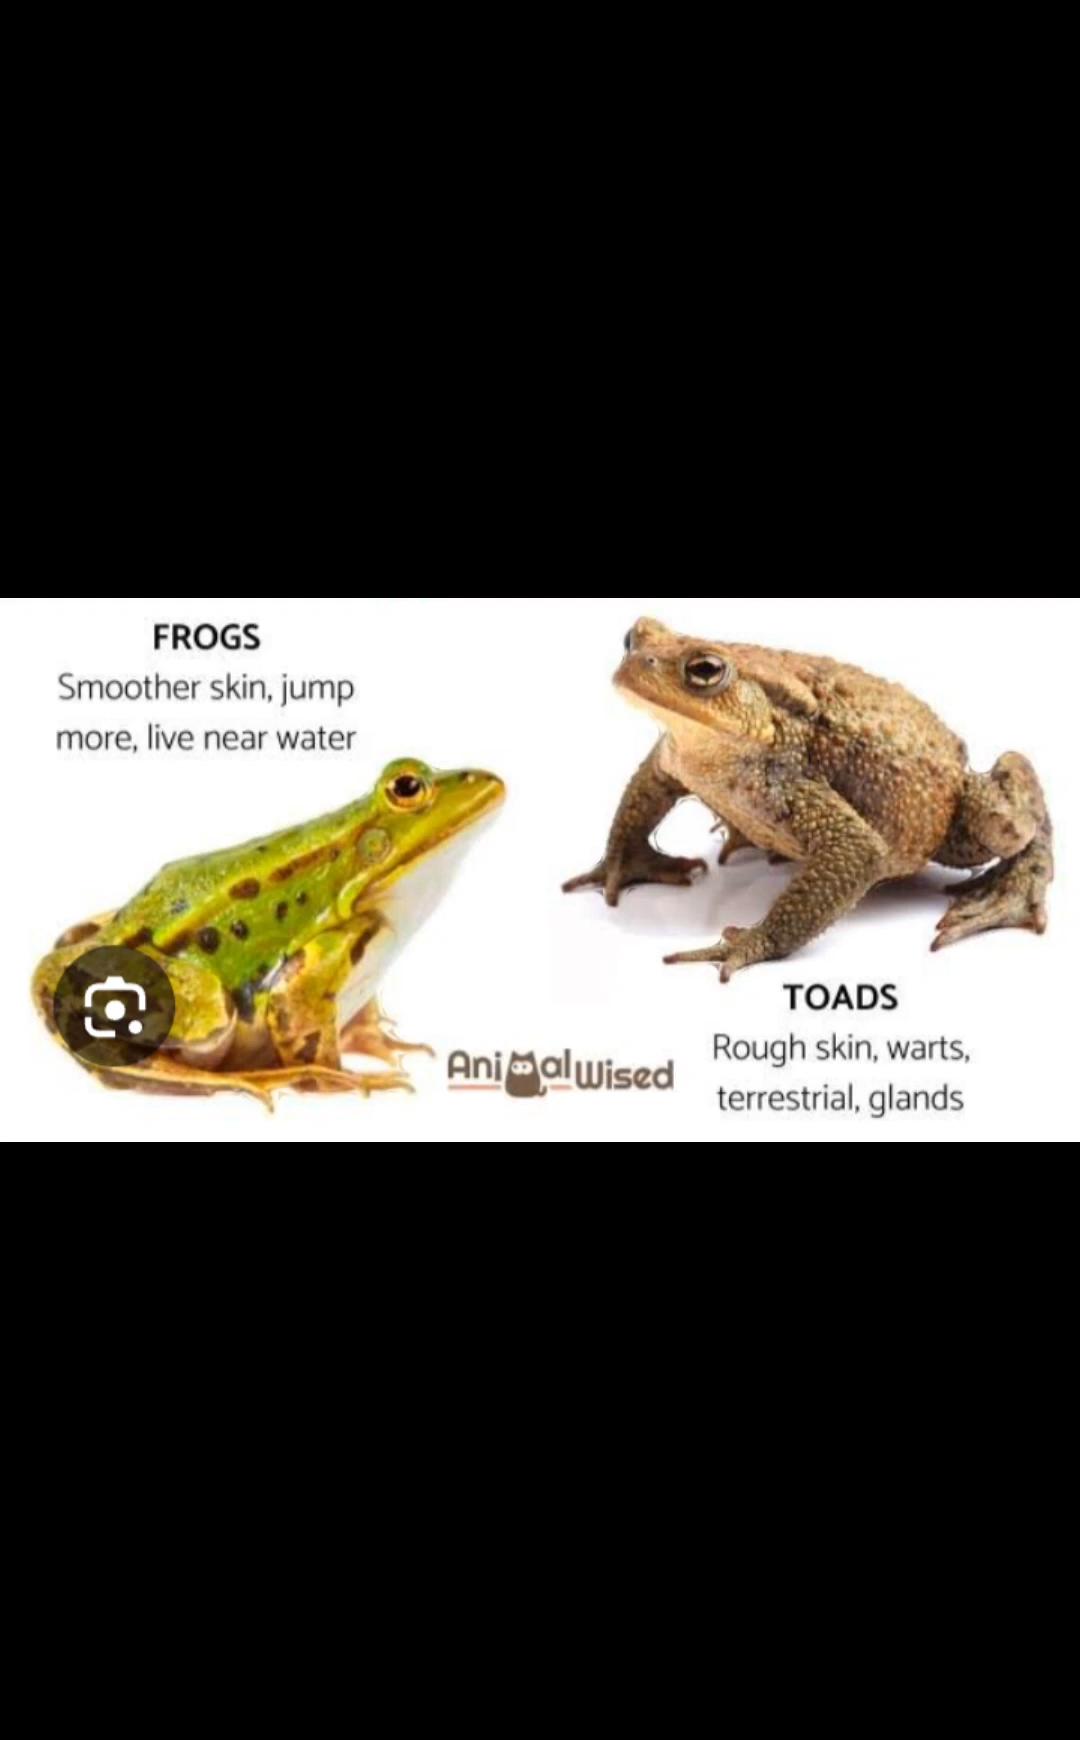 FROGS
Smoother skin, jump
more, live near water
AnimalWised
TOADS
Rough skin, warts,
terrestrial, glands